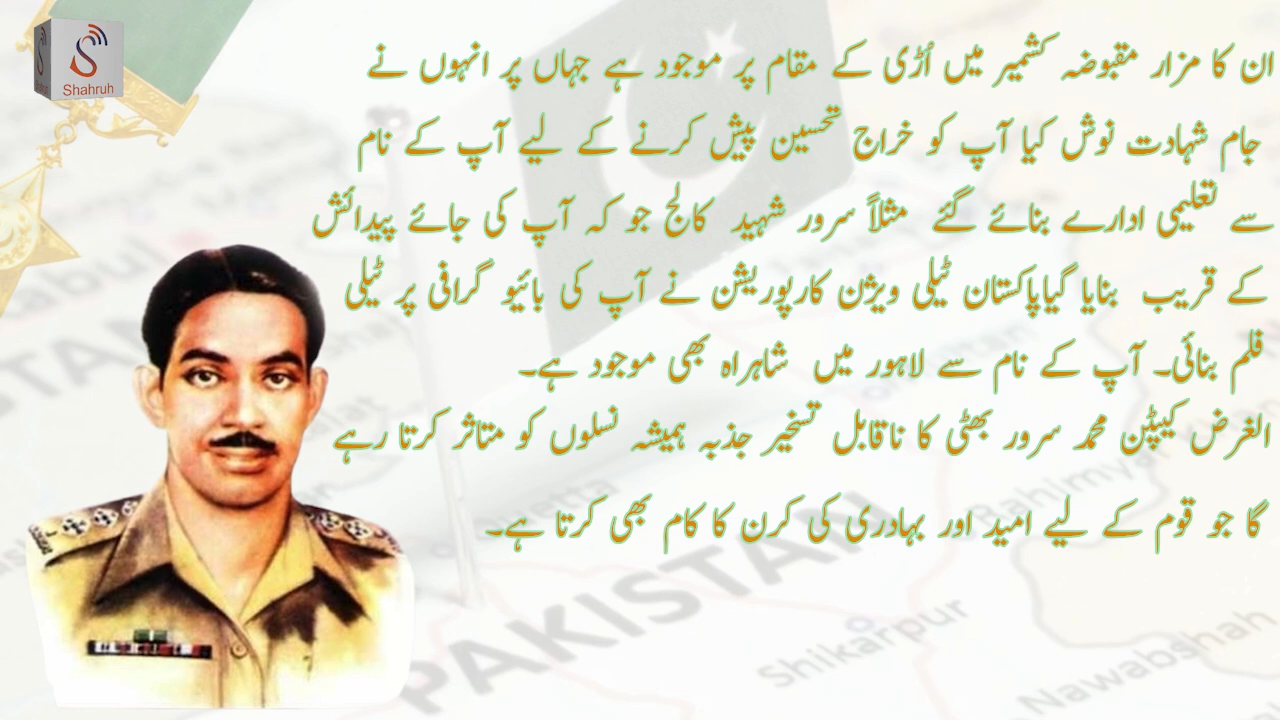 S
Shahruh
ان کا مزار مقبوضہ کشمیر میں اُڑی کے مقام پر موجود ہے جہاں پر انہوں نے
جام شہادت نوش کیا آپ کو خراج تحسین پیش کرنے کے لیے آپ کے نام
سے تعلیمی ادارے بنائے گئے مثلاً سرور شہید کالج جو کہ آپ کی جائے پیدائش
کے قریب بنایا گیاپاکستان ٹیلی ویژن کارپوریشن نے آپ کی بائیو گرافی پر ٹیلی
فلم بنائی۔ آپ کے نام سے لاہور میں شاہراہ بھی موجود ہے۔
الغرض کیپٹن محمد سرور بھٹی کا ناقابل تسخیر جذبہ ہمیشہ نسلوں کو متاثر کرتا رہے
گا جو قوم کے لیے امید اور بہادری کی کرن کا کام بھی کرتا ہے۔
PAKISTAN
Shikarpur
Nawabshah